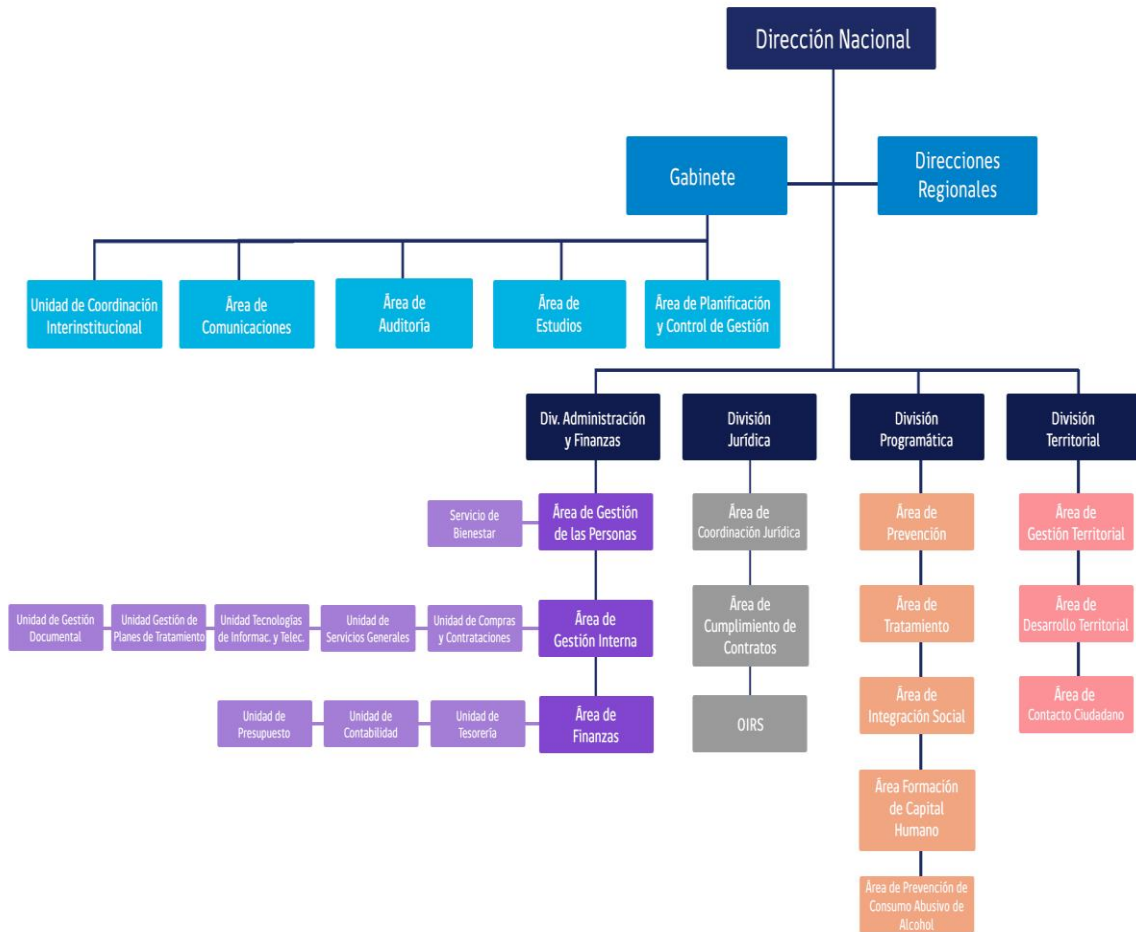 Dirección Nacional
Gabinete
Direcciones
Regionales
Unidad de Coordinación
Interinstitucional
Área de
Comunicaciones
Área de
Auditoría
Área de
Estudios
Área de Planificación
y Control de Gestión
Div. Administración
y Finanzas
División
Jurídica
División
Programática
División
Territorial
Servicio de
Bienestar
Área de Gestión
de las Personas
Área de
Coordinación Jurídica
Área de
Prevención
Área de
Gestión Territorial
Unidad de Gestión
Documental
Unidad Gestión de
Planes de Tratamiento
Unidad Tecnologías
de Informac. y Telec.
Unidad de
Servicios Generales
Unidad de Compras
y Contrataciones
Área de
Gestión Interna
Área de
Cumplimiento de
Contratos
Área de
Tratamiento
Área de
Desarrollo Territorial
Unidad de
Presupuesto
Unidad de
Contabilidad
Unidad de
Tesorería
Área de
Finanzas
OIRS
Área de
Integración Social
Área de
Contacto Ciudadano
Área Formación
de Capital
Humano
Área de Prevención de
Consumo Abusivo de
Alcohol